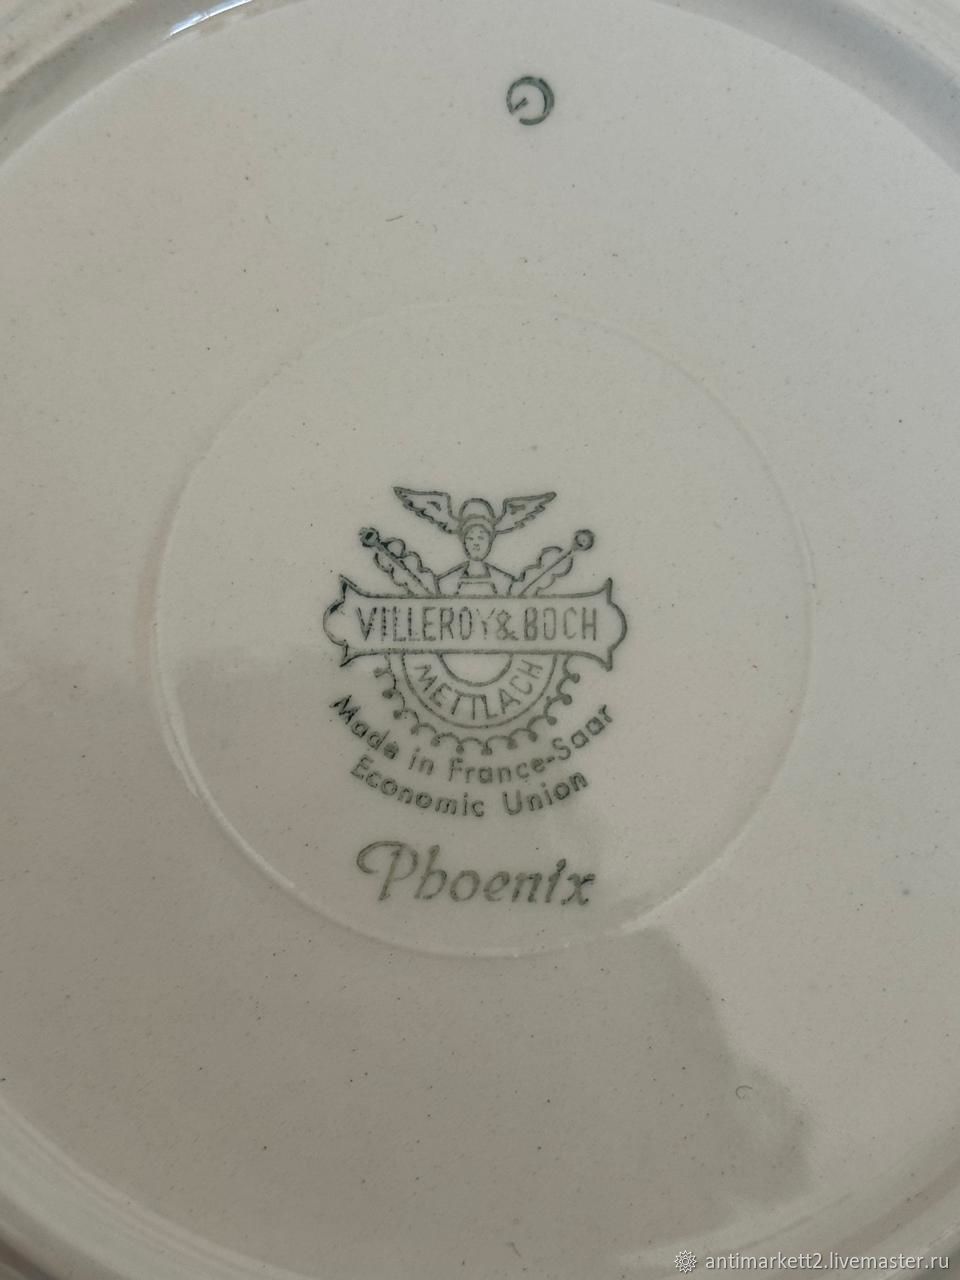 VILLEROY & BOCH
METTLACH
Made in France-Saar
Economic Union
Phoenix
antimarkett2.livemaster.ru